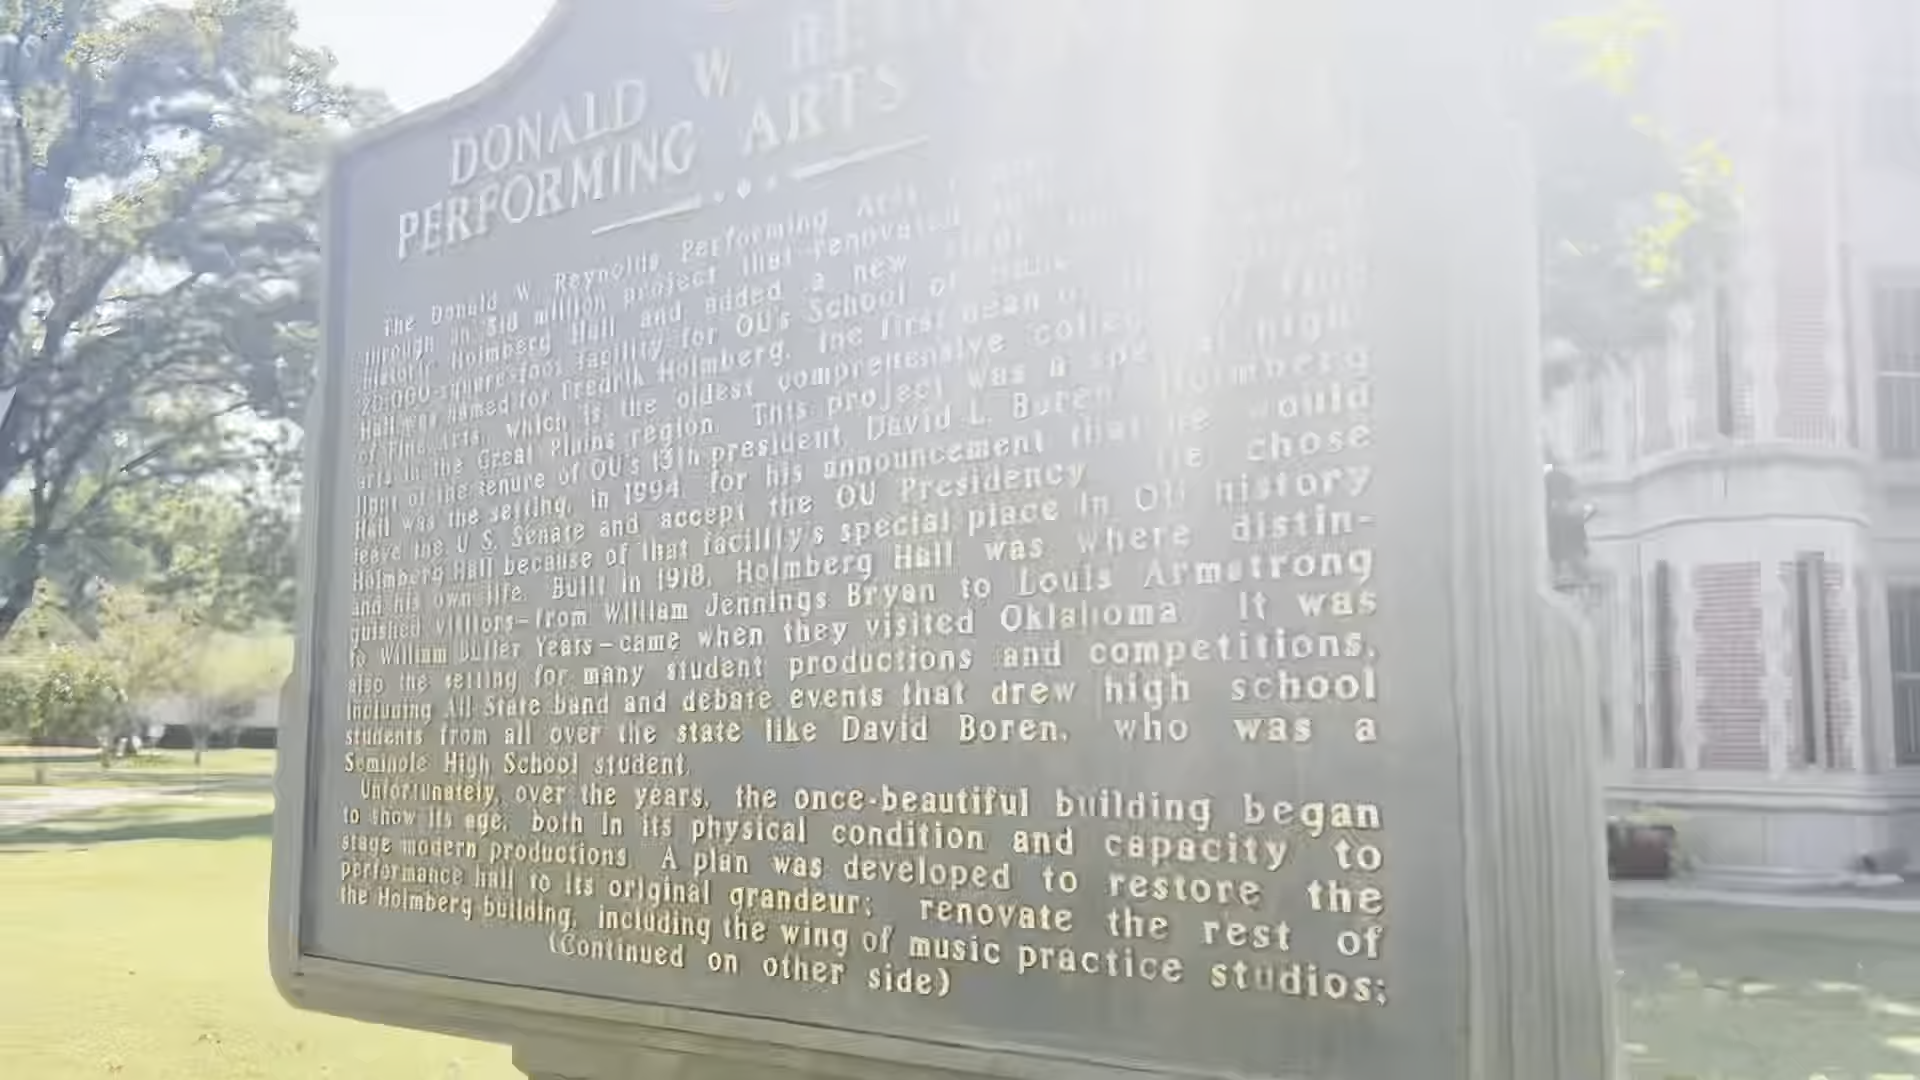 DONALD W. RE
PERFORMING ARTS
The Donald W. Reynolds Performing Arts
through an $18 million project that renovated
historic Holmberg Hall and added a new
20,000-square-foot facility for OU's School of
Hall was named for Fredrik Holmberg, the first Dean of
of Fine Arts, which is the oldest comprehensive college of fine
arts in the Great Plains region. This project was a special high
light of the tenure of OU's 13th president, David L. Boren. Holmberg
Hall was the setting, in 1994, for his announcement that he would
leave the U.S. Senate and accept the OU Presidency. He chose
Holmberg Hall because of that facility's special place in OU history
and his own life. Built in 1918, Holmberg Hall was where distin-
guished visitors-from William Jennings Bryan to Louis Armstrong
to William Butler Years-came when they visited Oklahoma. It was
also the setting for many student productions and competitions,
including All State band and debate events that drew high school
students from all over the state like David Boren, who was a
Seminole High School student.
Unfortunately, over the years, the once-beautiful building began
to show its age, both in its physical condition and capacity to
stage modern productions. A plan was developed to restore the
performance hall to its original grandeur; renovate the rest of
the Holmberg building, including the wing of music practice studios;
(Continued on other side)